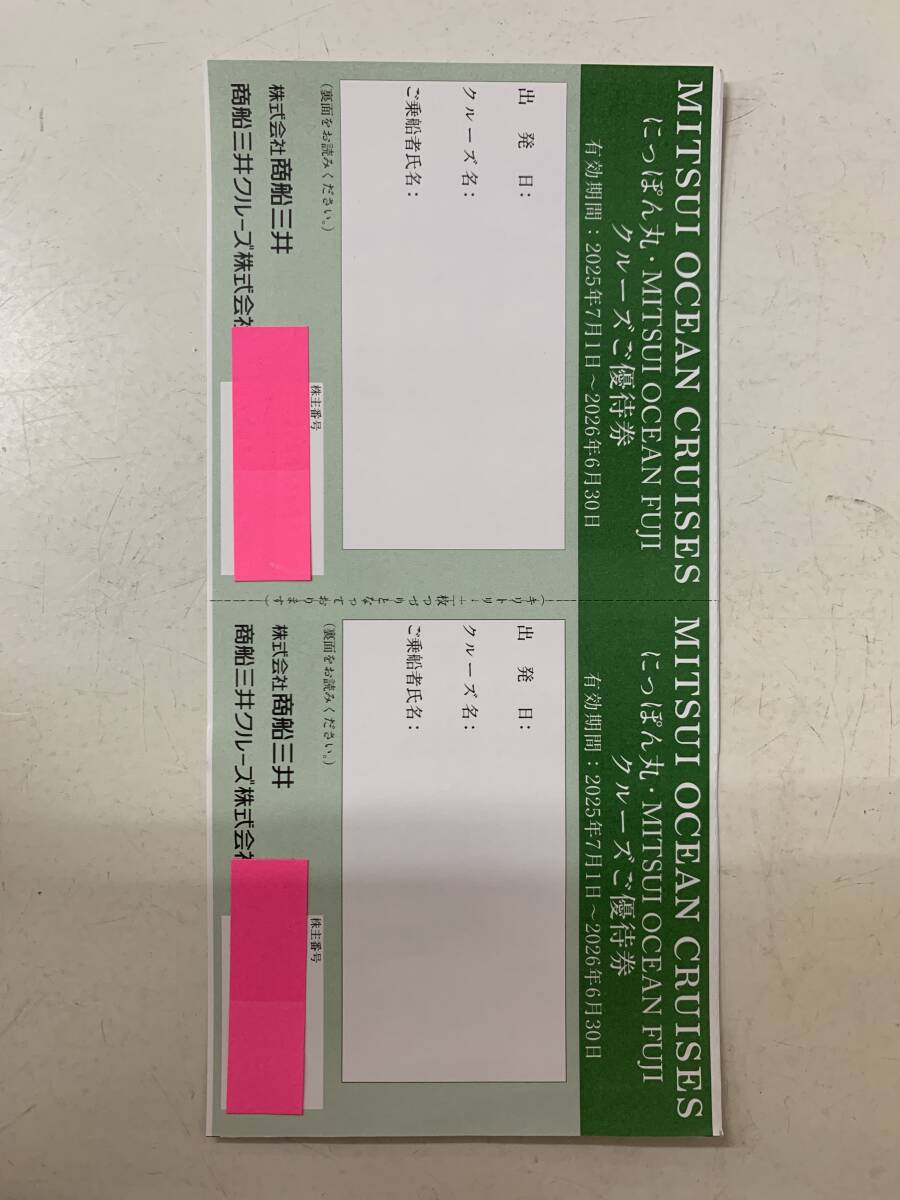 MITSUI OCEAN CRUISES
にっぽん丸・MITSUI OCEAN FUJI
クルーズご優待券
有効期間：2025年7月1日～2026年6月30日
出発日：
クルーズ名：
ご乗船者氏名：
（裏面をお読みください。）
株主番号
株式会社商船三井
商船三井クルーズ株式会社
（キリトリ：十枚つづりとなっております）
MITSUI OCEAN CRUISES
にっぽん丸・MITSUI OCEAN FUJI
クルーズご優待券
有効期間：2025年7月1日～2026年6月30日
出発日：
クルーズ名：
ご乗船者氏名：
（裏面をお読みください。）
株主番号
株式会社商船三井
商船三井クルーズ株式会社